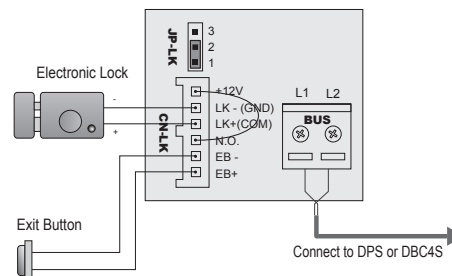 JP-LK
3
2
1
Electronic Lock
-
+
CN-LK
+12V
LK - (GND)
LK+(COM)
N.O.
EB -
EB+
L1 L2
BUS
Exit Button
Connect to DPS or DBC4S